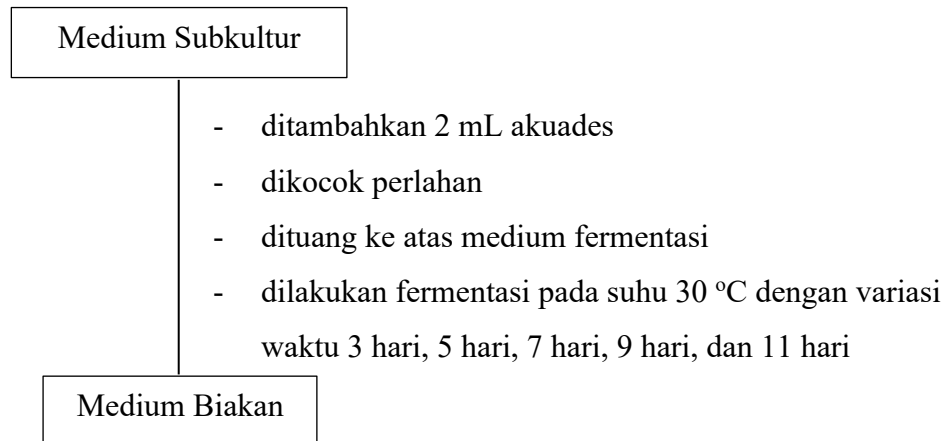 Medium Subkultur
- ditambahkan 2 mL akuades
- dikocok perlahan
- dituang ke atas medium fermentasi
- dilakukan fermentasi pada suhu 30 °C dengan variasi
waktu 3 hari, 5 hari, 7 hari, 9 hari, dan 11 hari
Medium Biakan